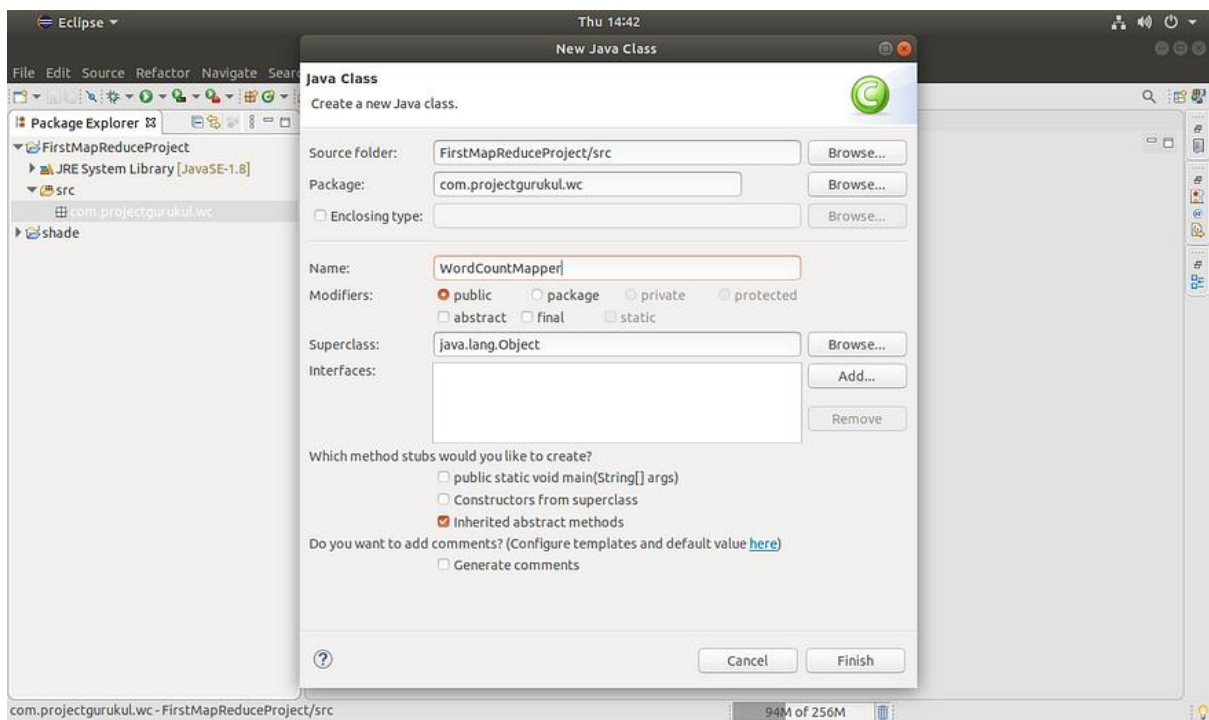 Eclipse
Thu 14:42
New Java Class
File Edit Source Refactor Navigate Sear
Java Class
Create a new Java class.
Package Explorer
FirstMapReduceProject
JRE System Library [JavaSE-1.8]
src
com.projectgurukul.wc
shade
Source folder: FirstMapReduceProject/src Browse...
Package: com.projectgurukul.wc Browse...
Enclosing type: Browse...
Name: WordCountMapper
Modifiers: public package private protected
abstract final static
Superclass: java.lang.Object Browse...
Interfaces: Add...
Remove
Which method stubs would you like to create?
public static void main(String[] args)
Constructors from superclass
Inherited abstract methods
Do you want to add comments? (Configure templates and default value here)
Generate comments
Cancel Finish
com.projectgurukul.wc - FirstMapReduceProject/src
94M of 256M